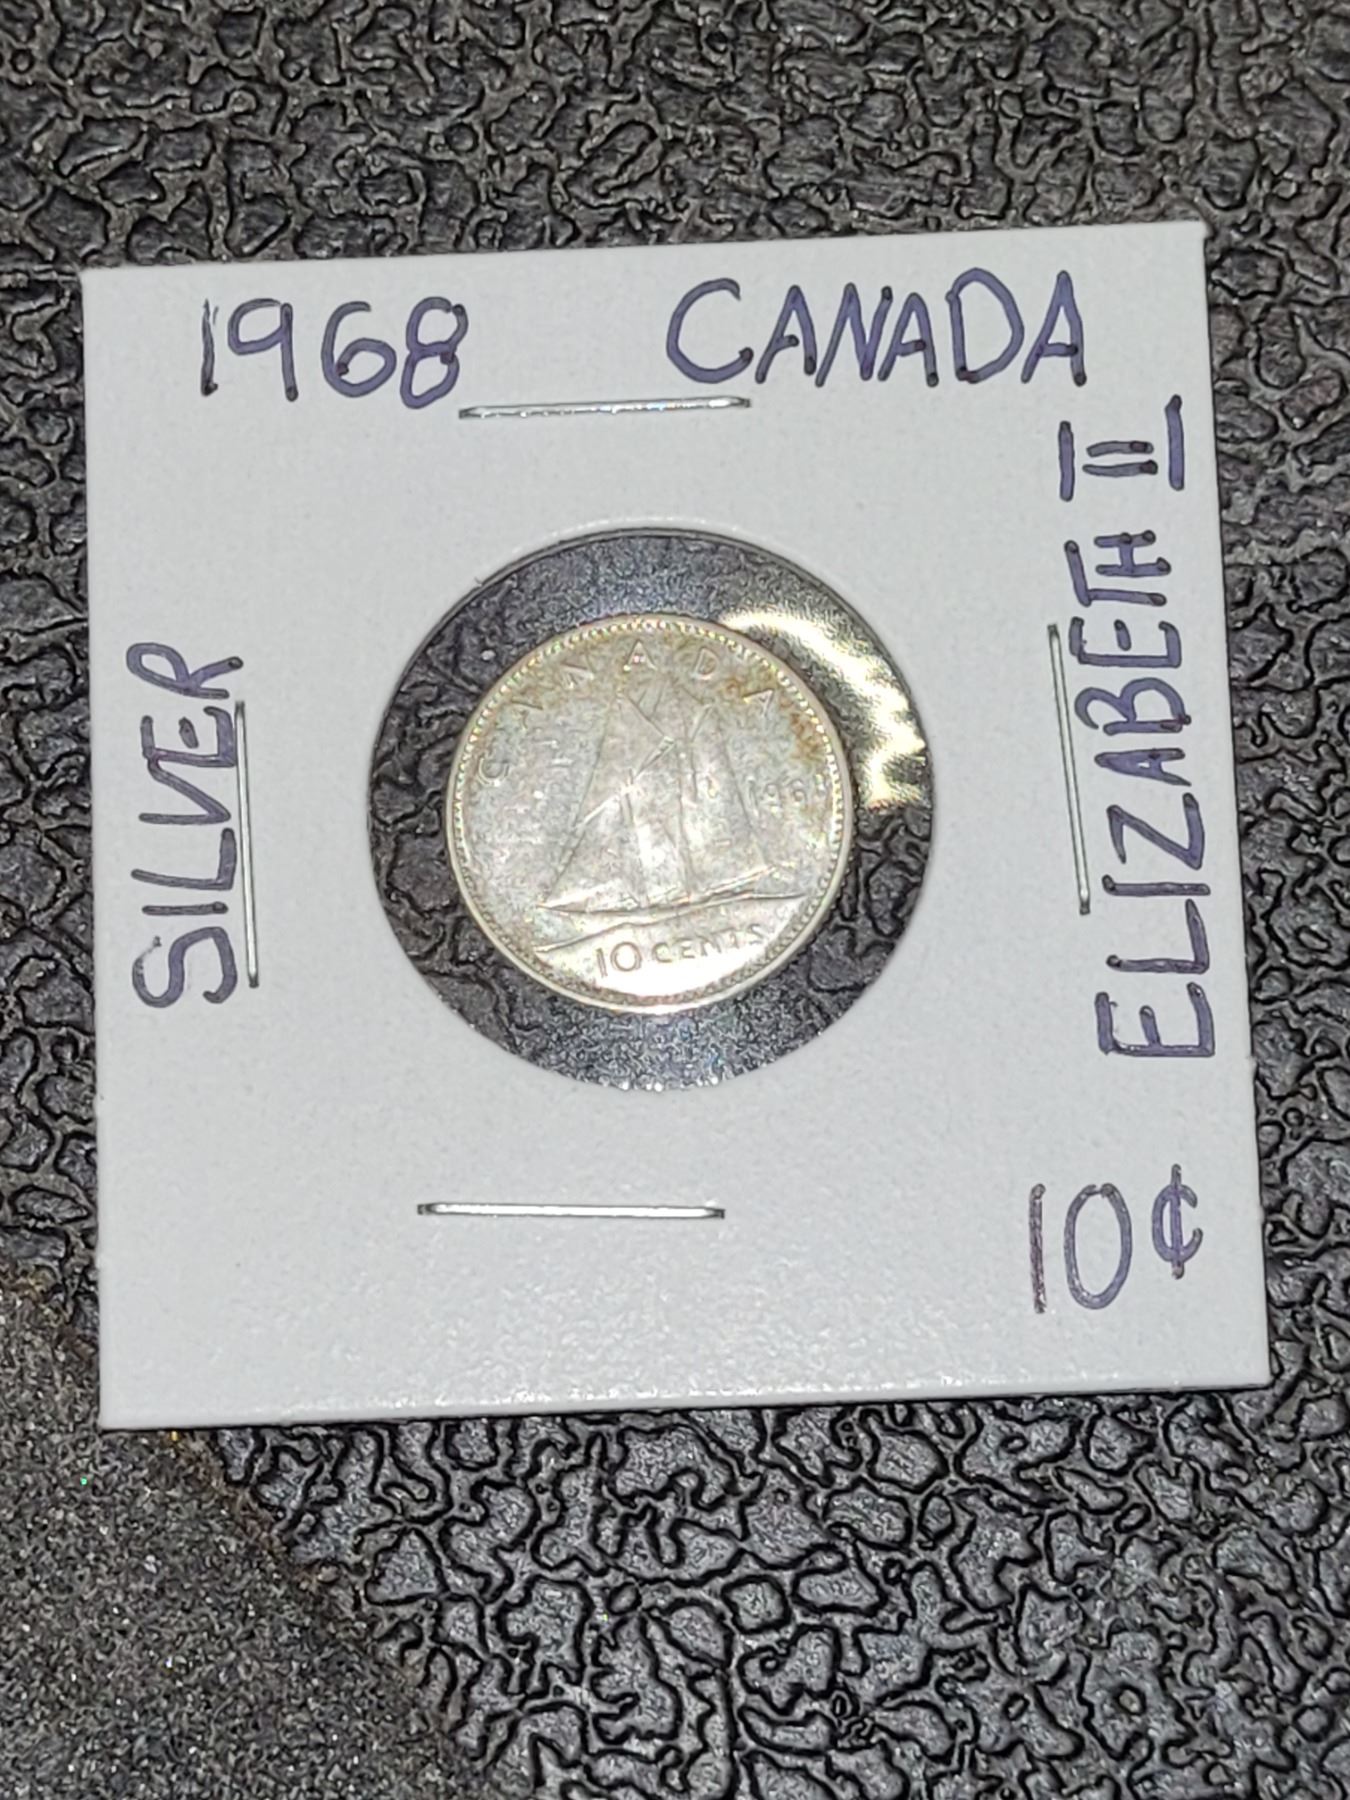 1968 CANADA
SILVER
ELIZABETH II
CANADA
10 CENTS
10¢